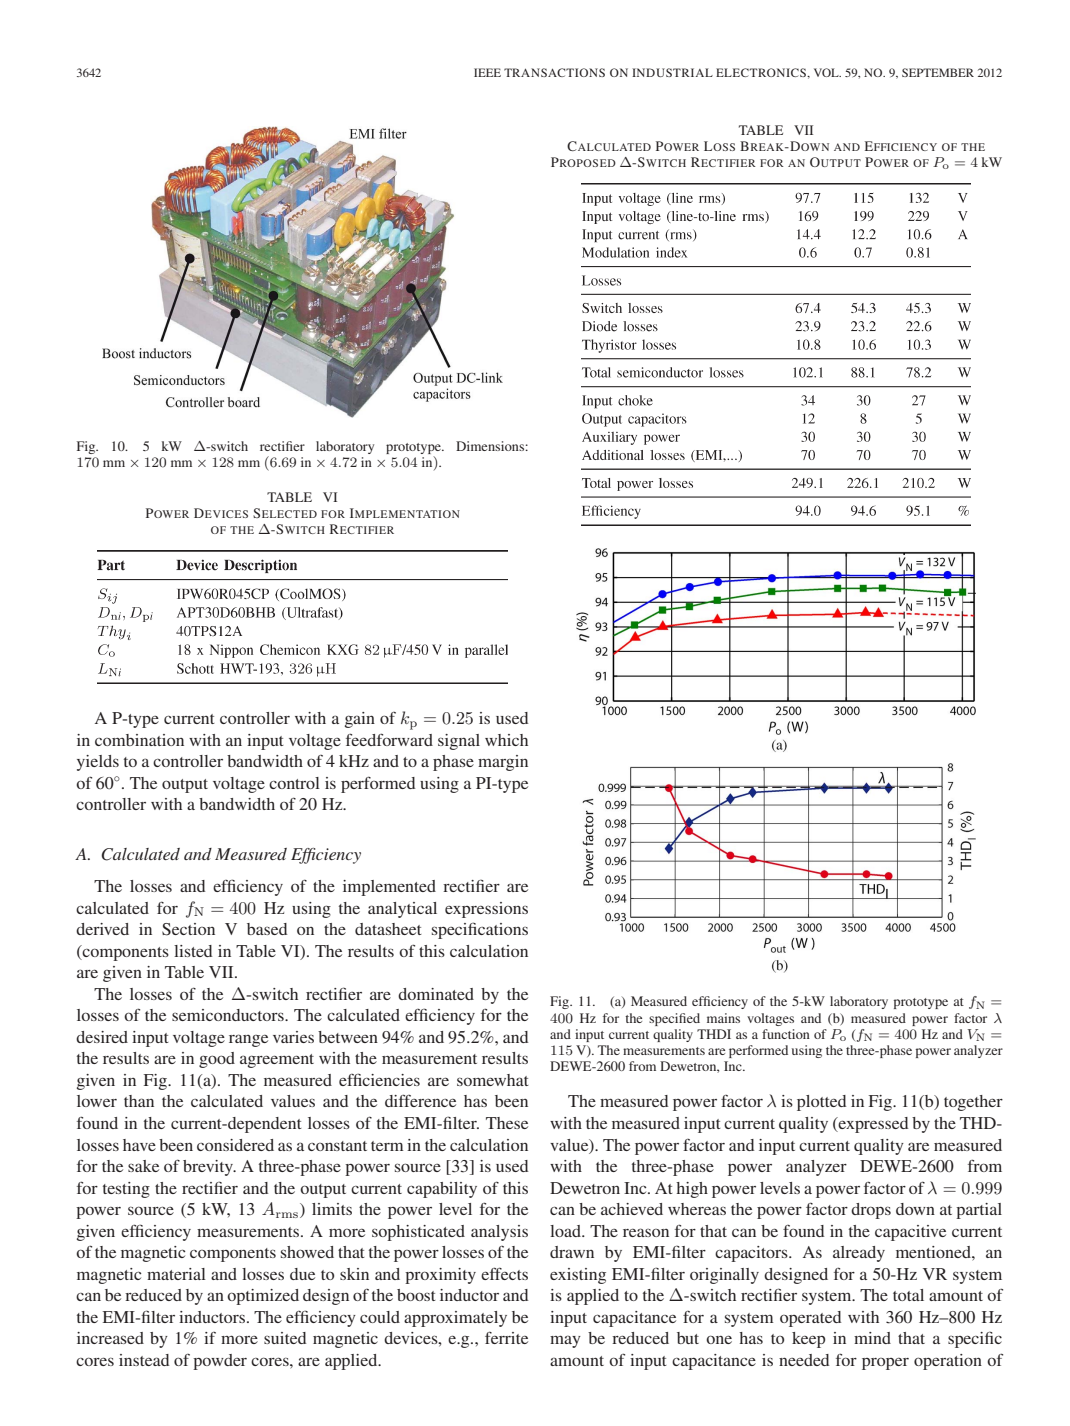 3642
IEEE TRANSACTIONS ON INDUSTRIAL ELECTRONICS, VOL. 59, NO. 9, SEPTEMBER 2012
EMI filter
Boost inductors
Semiconductors
Controller board
Output DC-link
capacitors
Fig. 10. 5 kW Δ-switch rectifier laboratory prototype. Dimensions:
170 mm × 120 mm × 128 mm (6.69 in × 4.72 in × 5.04 in).
TABLE VI
POWER DEVICES SELECTED FOR IMPLEMENTATION
OF THE Δ-SWITCH RECTIFIER
Part Device Description
S_ij IPW60R045CP (CoolMOS)
D_ni, D_pi APT30D60BHB (Ultrafast)
Thy_i 40TPS12A
C_o 18 x Nippon Chemicon KXG 82 μF/450 V in parallel
L_Ni Schott HWT-193, 326 μH
A P-type current controller with a gain of k_p = 0.25 is used
in combination with an input voltage feedforward signal which
yields to a controller bandwidth of 4 kHz and to a phase margin
of 60°. The output voltage control is performed using a PI-type
controller with a bandwidth of 20 Hz.
A. Calculated and Measured Efficiency
The losses and efficiency of the implemented rectifier are
calculated for f_N = 400 Hz using the analytical expressions
derived in Section V based on the datasheet specifications
(components listed in Table VI). The results of this calculation
are given in Table VII.
The losses of the Δ-switch rectifier are dominated by the
losses of the semiconductors. The calculated efficiency for the
desired input voltage range varies between 94% and 95.2%, and
the results are in good agreement with the measurement results
given in Fig. 11(a). The measured efficiencies are somewhat
lower than the calculated values and the difference has been
found in the current-dependent losses of the EMI-filter. These
losses have been considered as a constant term in the calculation
for the sake of brevity. A three-phase power source [33] is used
for testing the rectifier and the output current capability of this
power source (5 kW, 13 A_rms) limits the power level for the
given efficiency measurements. A more sophisticated analysis
of the magnetic components showed that the power losses of the
magnetic material and losses due to skin and proximity effects
can be reduced by an optimized design of the boost inductor and
the EMI-filter inductors. The efficiency could approximately be
increased by 1% if more suited magnetic devices, e.g., ferrite
cores instead of powder cores, are applied.
TABLE VII
CALCULATED POWER LOSS BREAK-DOWN AND EFFICIENCY OF THE
PROPOSED Δ-SWITCH RECTIFIER FOR AN OUTPUT POWER OF P_o = 4 kW
Input voltage (line rms) 97.7 115 132 V
Input voltage (line-to-line rms) 169 199 229 V
Input current (rms) 14.4 12.2 10.6 A
Modulation index 0.6 0.7 0.81
Losses
Switch losses 67.4 54.3 45.3 W
Diode losses 23.9 23.2 22.6 W
Thyristor losses 10.8 10.6 10.3 W
Total semiconductor losses 102.1 88.1 78.2 W
Input choke 34 30 27 W
Output capacitors 12 8 5 W
Auxiliary power 30 30 30 W
Additional losses (EMI,...) 70 70 70 W
Total power losses 249.1 226.1 210.2 W
Efficiency 94.0 94.6 95.1 %
96
95
94
93
92
91
90
η (%)
V_N = 132 V
V_N = 115 V
V_N = 97 V
1000 1500 2000 2500 3000 3500 4000
P_o (W)
(a)
0.999
0.99
0.98
0.97
0.96
0.95
0.94
0.93
Power factor λ
λ
THD_I
8
7
6
5
4
3
2
1
0
THD_I (%)
1000 1500 2000 2500 3000 3500 4000 4500
P_out (W)
(b)
Fig. 11. (a) Measured efficiency of the 5-kW laboratory prototype at f_N =
400 Hz for the specified mains voltages and (b) measured power factor λ
and input current quality THDI as a function of P_o (f_N = 400 Hz and V_N =
115 V). The measurements are performed using the three-phase power analyzer
DEWE-2600 from Dewetron, Inc.
The measured power factor λ is plotted in Fig. 11(b) together
with the measured input current quality (expressed by the THD-
value). The power factor and input current quality are measured
with the three-phase power analyzer DEWE-2600 from
Dewetron Inc. At high power levels a power factor of λ = 0.999
can be achieved whereas the power factor drops down at partial
load. The reason for that can be found in the capacitive current
drawn by EMI-filter capacitors. As already mentioned, an
existing EMI-filter originally designed for a 50-Hz VR system
is applied to the Δ-switch rectifier system. The total amount of
input capacitance for a system operated with 360 Hz–800 Hz
may be reduced but one has to keep in mind that a specific
amount of input capacitance is needed for proper operation of